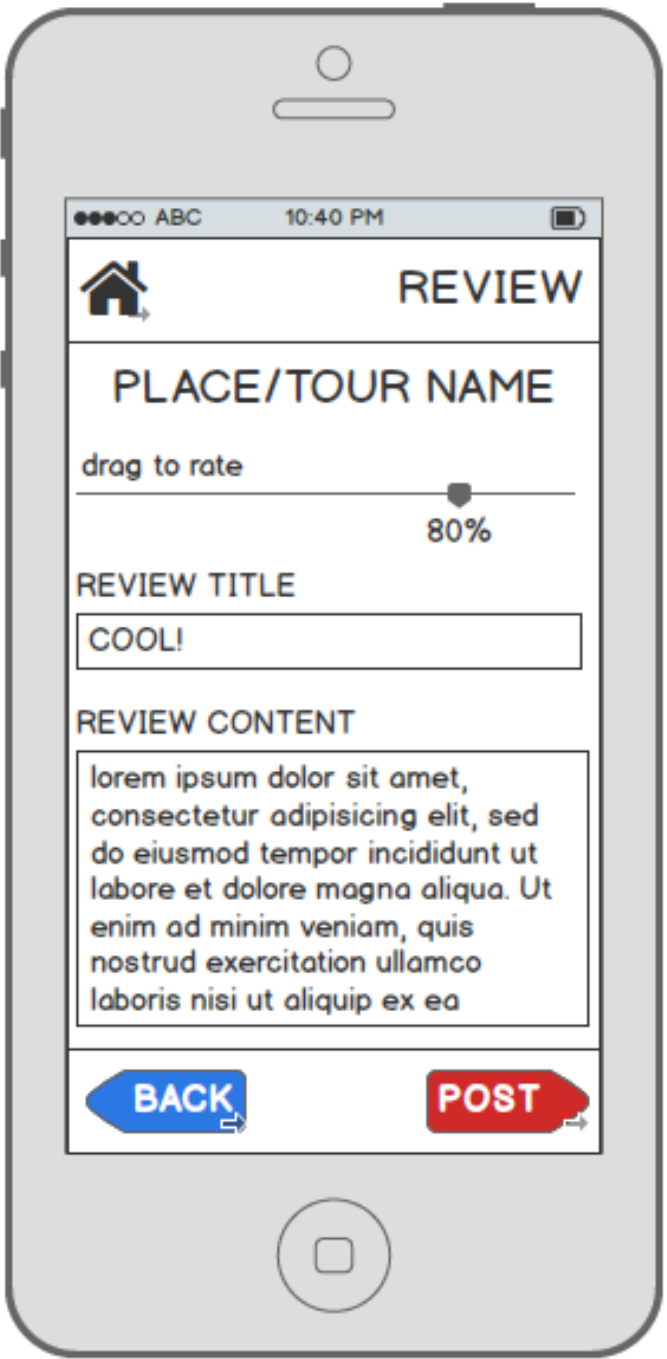 ABC 10:40 PM
REVIEW
PLACE/TOUR NAME
drag to rate
80%
REVIEW TITLE
COOL!
REVIEW CONTENT
lorem ipsum dolor sit amet,
consectetur adipisicing elit, sed
do eiusmod tempor incididunt ut
labore et dolore magna aliqua. Ut
enim ad minim veniam, quis
nostrud exercitation ullamco
laboris nisi ut aliquip ex ea
BACK POST